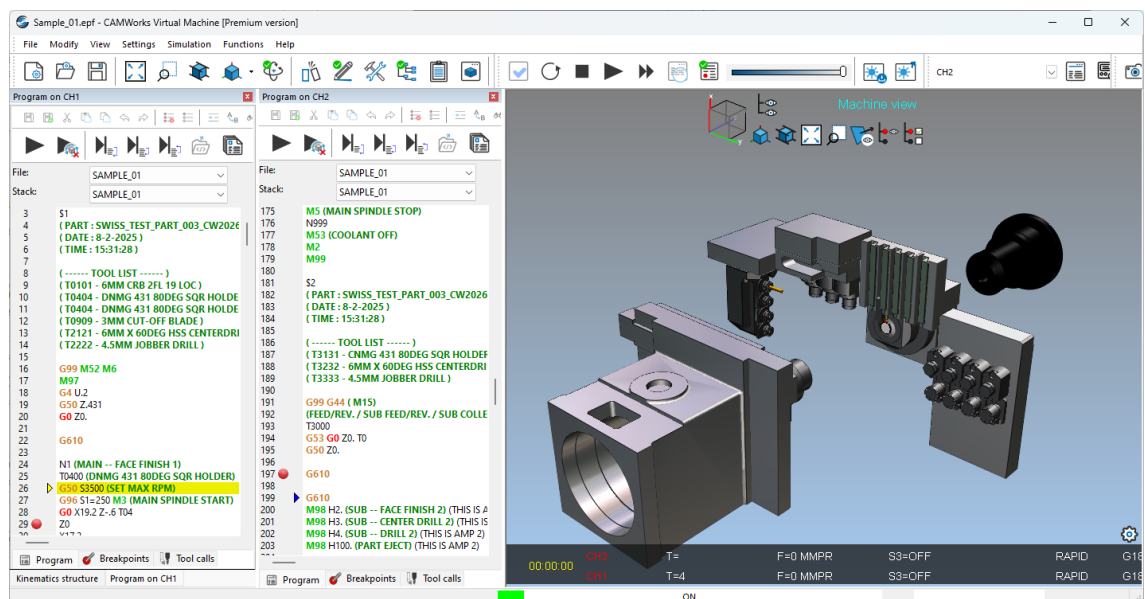 Sample_01.epf - CAMWorks Virtual Machine [Premium version]
File Modify View Settings Simulation Functions Help
CH2
Program on CH1
File: SAMPLE_01
Stack: SAMPLE_01
3 $1
4 ( PART : SWISS_TEST_PART_003_CW2026
5 ( DATE : 8-2-2025 )
6 ( TIME : 15:31:28 )
7
8 ( ------ TOOL LIST ------ )
9 ( T0101 - 6MM CRB 2FL 19 LOC )
10 ( T0404 - DNMG 431 80DEG SQR HOLDE
11 ( T0404 - DNMG 431 80DEG SQR HOLDE
12 ( T0909 - 3MM CUT-OFF BLADE )
13 ( T2121 - 6MM X 60DEG HSS CENTERDRI
14 ( T2222 - 4.5MM JOBBER DRILL )
15
16 G99 M52 M6
17 M97
18 G4 U.2
19 G50 Z.431
20 G0 Z0.
21
22 G610
23
24 N1 (MAIN -- FACE FINISH 1)
25 T0400 (DNMG 431 80DEG SQR HOLDER)
26 G50 S3500 (SET MAX RPM)
27 G96 S1=250 M3 (MAIN SPINDLE START)
28 G0 X19.2 Z-.6 T04
29 Z0
Program Breakpoints Tool calls
Kinematics structure Program on CH1
Program on CH2
File: SAMPLE_01
Stack: SAMPLE_01
175 M5 (MAIN SPINDLE STOP)
176 N999
177 M53 (COOLANT OFF)
178 M2
179 M99
180
181 $2
182 ( PART : SWISS_TEST_PART_003_CW2026
183 ( DATE : 8-2-2025 )
184 ( TIME : 15:31:28 )
185
186 ( ------ TOOL LIST ------ )
187 ( T3131 - CNMG 431 80DEG SQR HOLDER
188 ( T3232 - 6MM X 60DEG HSS CENTERDRI
189 ( T3333 - 4.5MM JOBBER DRILL )
190
191 G99 G44 ( M15)
192 (FEED/REV. / SUB FEED/REV. / SUB COLLE
193 T3000
194 G53 G0 Z0. T0
195 G50 Z0.
196
197 G610
198
199 G610
200 M98 H2. (SUB -- FACE FINISH 2) (THIS IS A
201 M98 H3. (SUB -- CENTER DRILL 2) (THIS IS
202 M98 H4. (SUB -- DRILL 2) (THIS IS AMP 2)
203 M98 H100. (PART EJECT) (THIS IS AMP 2)
Program Breakpoints Tool calls
Machine view
00:00:00
CH2 T= F=0 MMPR S3=OFF RAPID G18
CH1 T=4 F=0 MMPR S3=OFF RAPID G18
ON